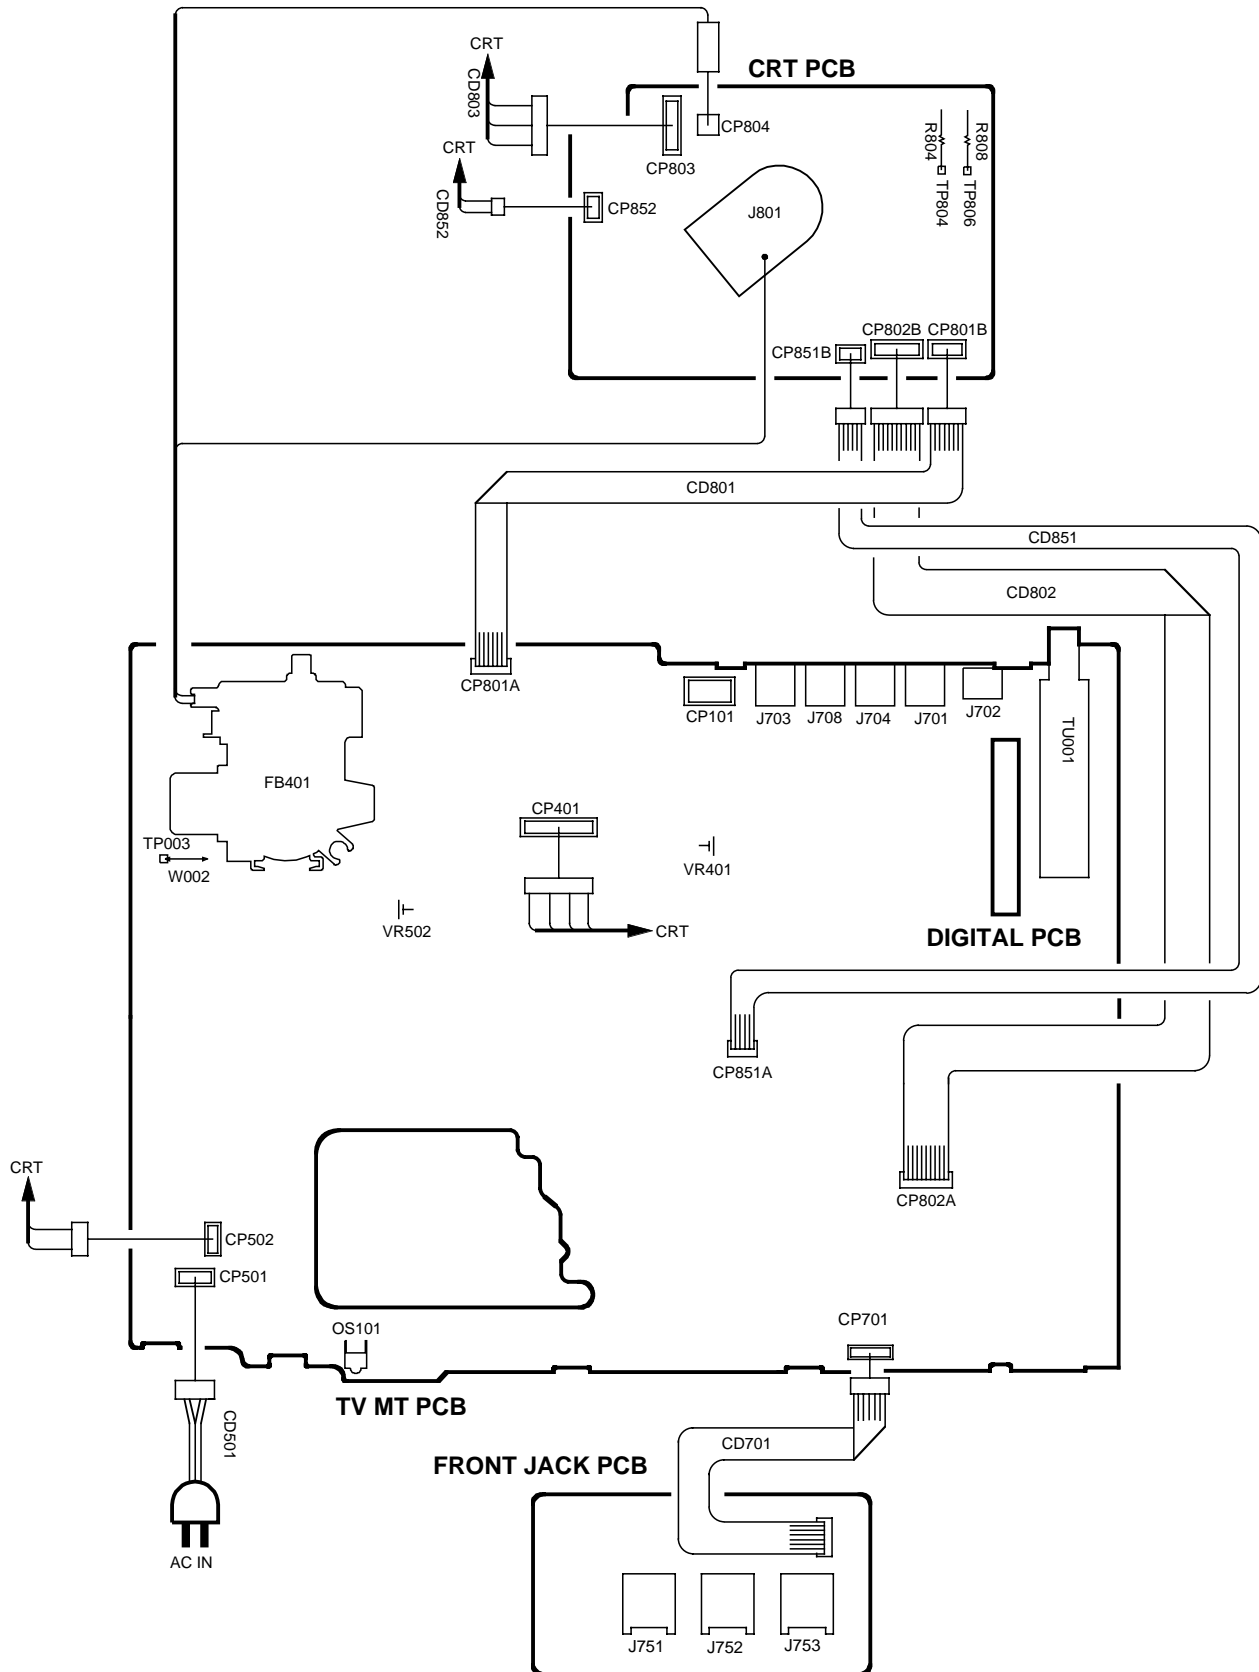 CRT
CRT PCB
CD803
CP804
R804
R808
CRT
CP803
TP804
TP806
CD852
CP852
J801
CP802B
CP801B
CP851B
CD801
CD851
CD802
CP801A
CP101
J703
J708
J704
J701
J702
TU001
FB401
CP401
TP003
W002
VR401
VR502
CRT
DIGITAL PCB
CP851A
CRT
CP802A
CP502
CP501
OS101
CP701
TV MT PCB
CD501
CD701
FRONT JACK PCB
AC IN
J751
J752
J753